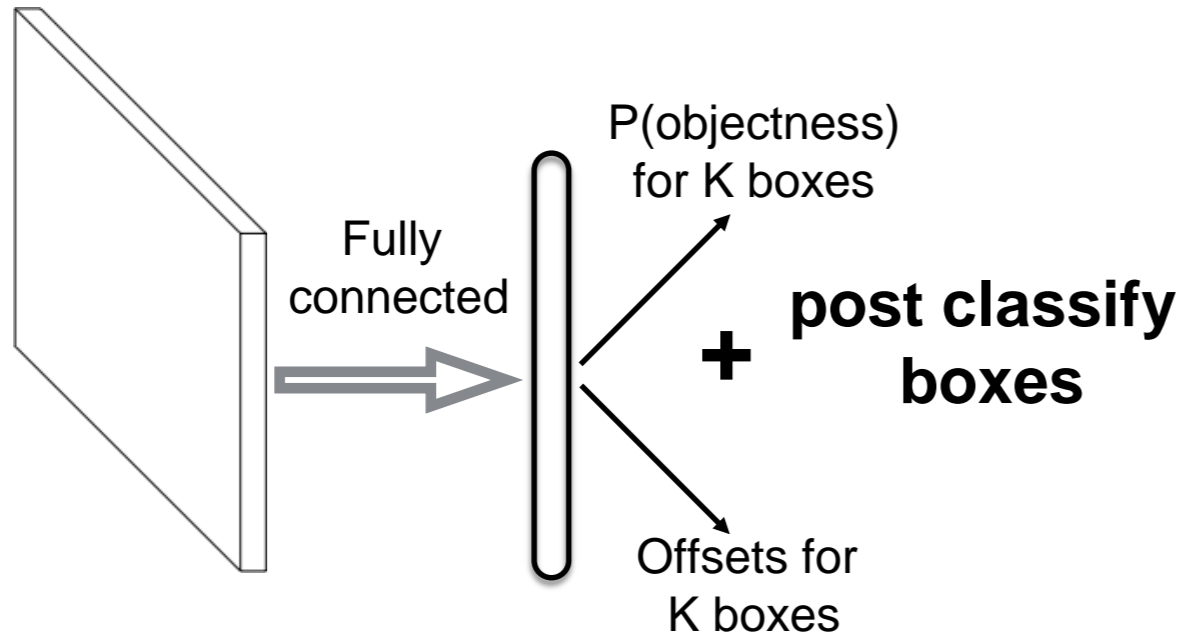 Fully
connected
P(objectness)
for K boxes
+
post classify
boxes
Offsets for
K boxes